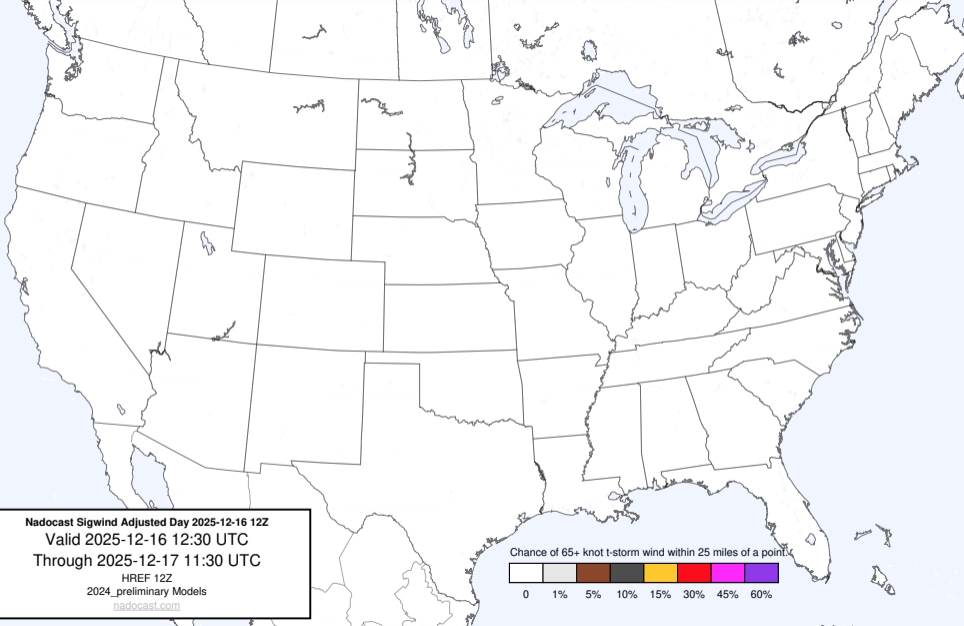 Nadocast Sigwind Adjusted Day 2025-12-16 12Z
Valid 2025-12-16 12:30 UTC
Through 2025-12-17 11:30 UTC
HREF 12Z
2024_preliminary Models
nadocast.com
Chance of 65+ knot t-storm wind within 25 miles of a point.
0 1% 5% 10% 15% 30% 45% 60%